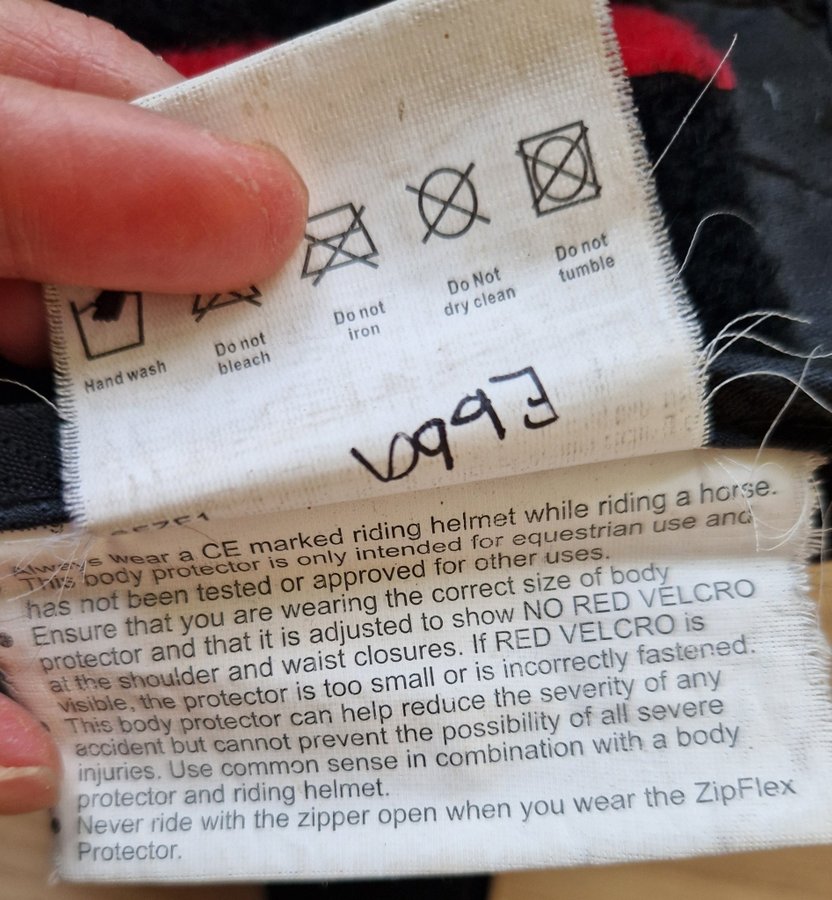 Hand wash
Do not
bleach
Do not
iron
Do Not
dry clean
Do not
tumble
Ebba
Always wear a CE marked riding helmet while riding a horse.
This body protector is only intended for equestrian use and
has not been tested or approved for other uses.
Ensure that you are wearing the correct size of body
protector and that it is adjusted to show NO RED VELCRO
at the shoulder and waist closures. If RED VELCRO is
visible, the protector is too small or is incorrectly fastened.
This body protector can help reduce the severity of any
accident but cannot prevent the possibility of all severe
injuries. Use common sense in combination with a body
protector and riding helmet.
Never ride with the zipper open when you wear the ZipFlex
Protector.